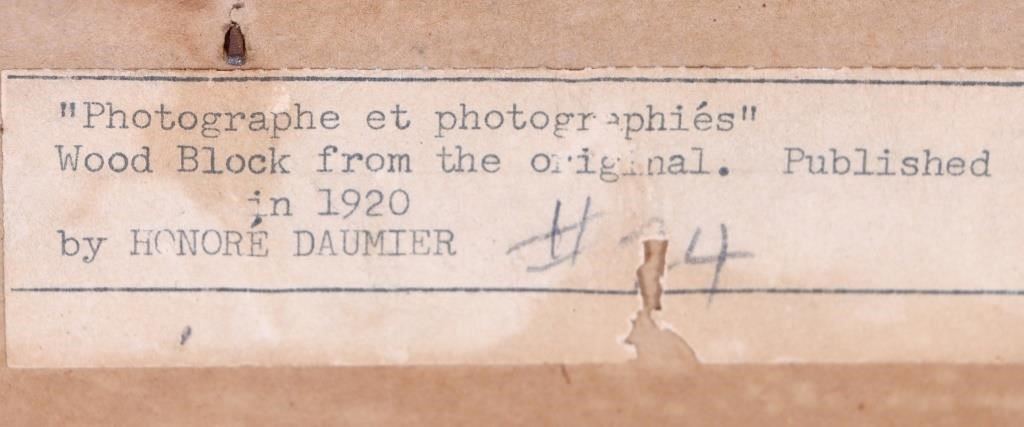 "Photographe et photographiés"
Wood Block from the original. Published
in 1920
by HONORÉ DAUMIER